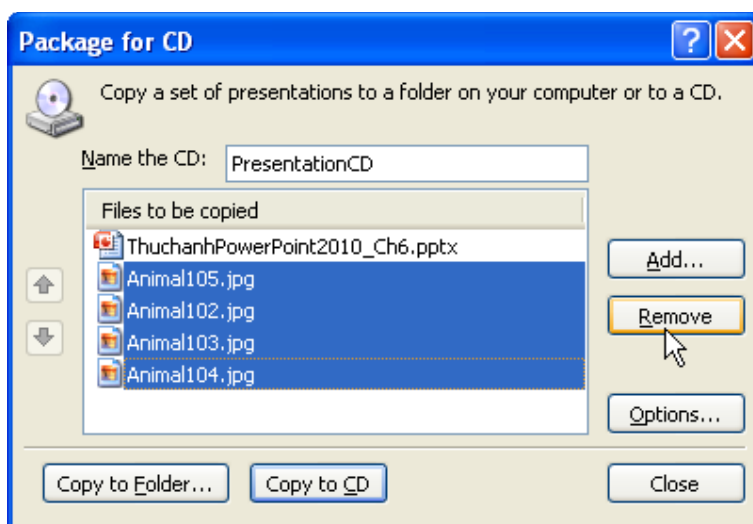 Package for CD
Copy a set of presentations to a folder on your computer or to a CD.
Name the CD: PresentationCD
Files to be copied
ThuchanhPowerPoint2010_Ch6.pptx
Animal105.jpg
Animal102.jpg
Animal103.jpg
Animal104.jpg
Add...
Remove
Options...
Copy to Folder... Copy to CD Close